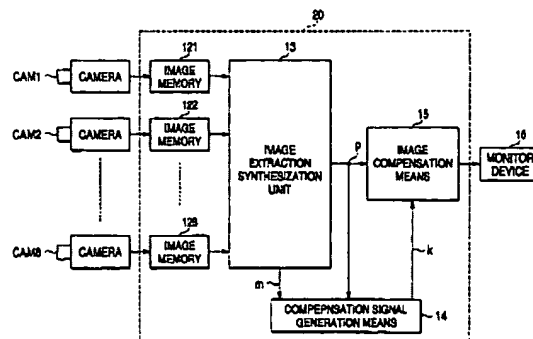 20
121
13
CAM1
CAMERA
IMAGE
MEMORY
122
CAM2
CAMERA
IMAGE
MEMORY
IMAGE
EXTRACTION
SYNTHESIZATION
UNIT
P
15
IMAGE
COMPENSATION
MEANS
16
MONITOR
DEVICE
128
CAM8
CAMERA
IMAGE
MEMORY
m
k
COMPEPNSATION SIGNAL
GENERATION MEANS
14